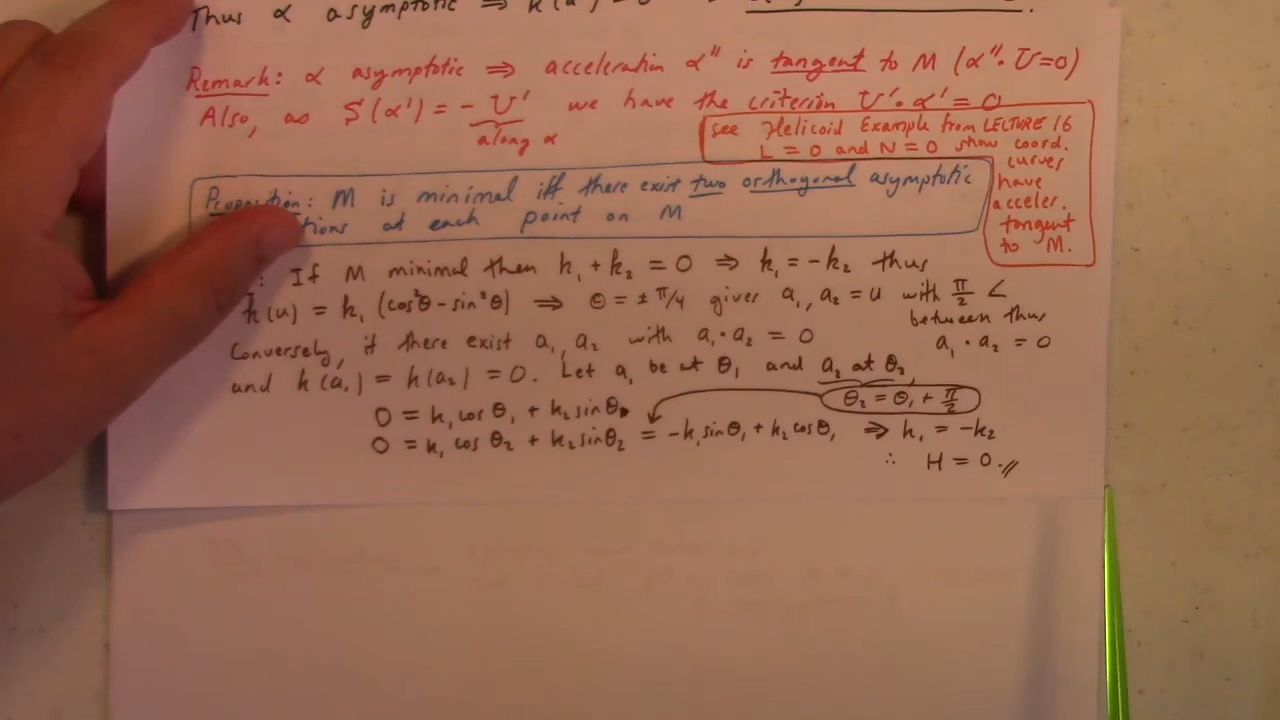 Thus α asymptotic ⇒
Remark: α asymptotic ⇒ acceleration α'' is tangent to M (α''• U=0)
Also, as S(α') = - U' we have the criterion U'• α' = 0
along α
see Helicoid Example from LECTURE 16
L = 0 and N = 0 show coord.
curves
have
acceler.
tangent
to M.
Proposition: M is minimal iff there exist two orthogonal asymptotic
tions at each point on M
: If M minimal then k₁ + k₂ = 0 ⇒ k₁ = -k₂ thus
k(u) = k₁ (cos²θ - sin²θ) ⇒ θ = ± π/4 gives a₁, a₂ = u with π/2 ∠
between thus
a₁ • a₂ = 0
Conversely, if there exist a₁, a₂ with a₁• a₂ = 0
and k(a₁) = k(a₂) = 0. Let a₁ be at θ₁ and a₂ at θ₂,
θ₂ = θ₁ + π/2
0 = k₁ cos θ₁ + k₂ sin θ
0 = k₁ cos θ₂ + k₂ sin θ₂ = -k₁ sin θ₁ + k₂ cos θ₁ ⇒ k₁ = -k₂
∴ H = 0.//